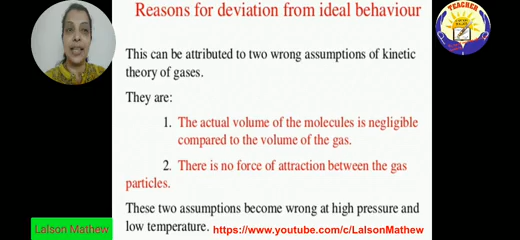 Reasons for deviation from ideal behaviour
TEACHER
This can be attributed to two wrong assumptions of kinetic
theory of gases.
They are:
1. The actual volume of the molecules is negligible
compared to the volume of the gas.
2. There is no force of attraction between the gas
particles.
These two assumptions become wrong at high pressure and
low temperature.
Lalson Mathew
https://www.youtube.com/c/LalsonMathew